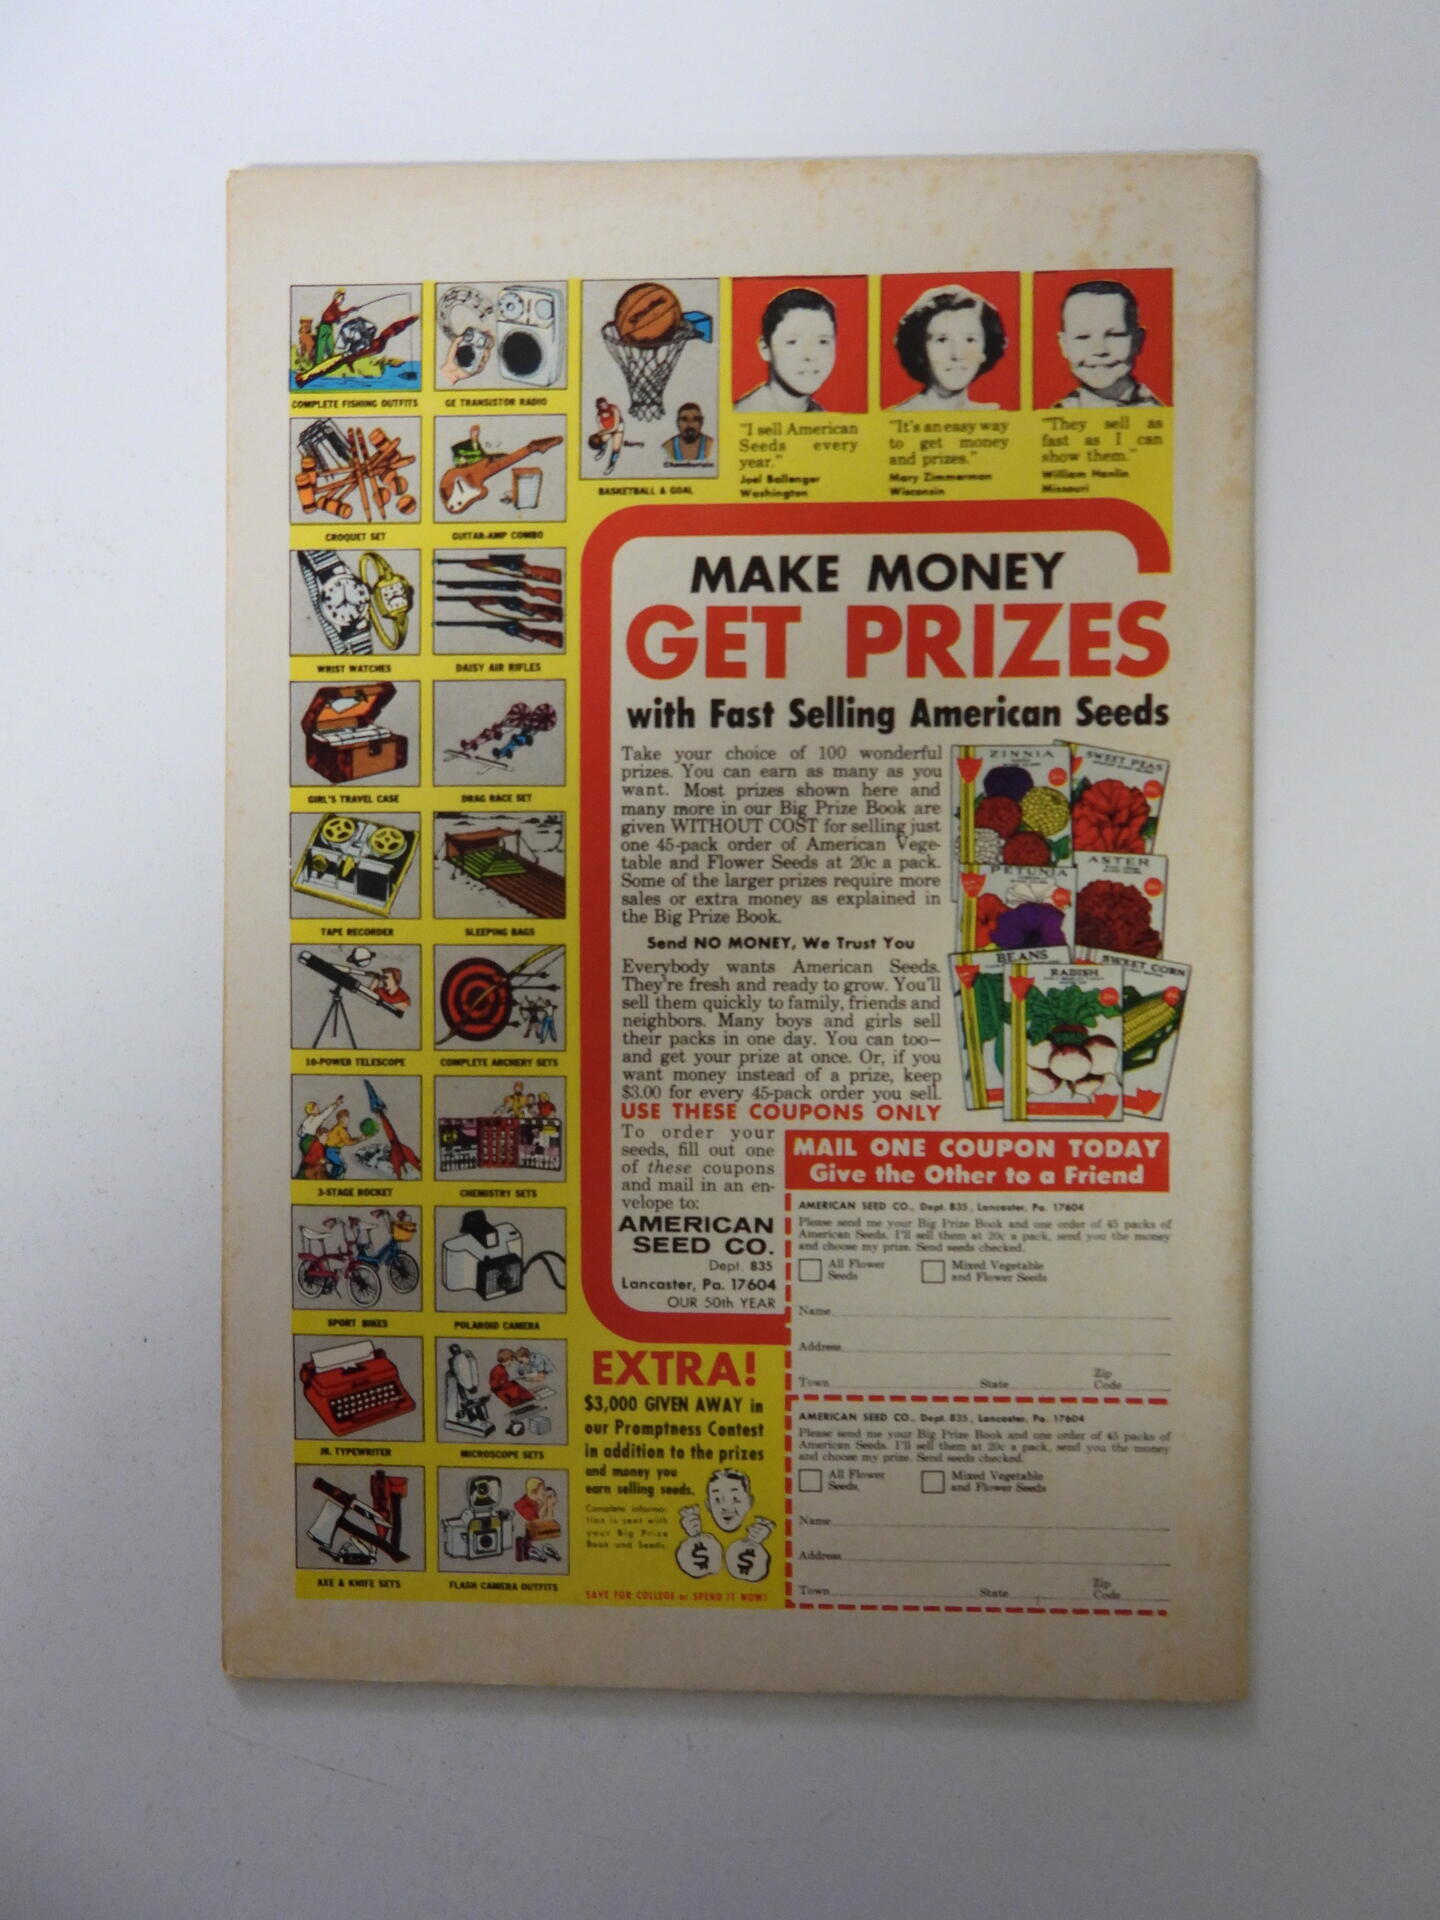 COMPLETE FISHING OUTFITS
GE TRANSISTOR RADIO
CROQUET SET
GUITAR-AMP COMBO
WRIST WATCHES
DAISY AIR RIFLES
GIRL'S TRAVEL CASE
DRAG RACE SET
TAPE RECORDER
SLEEPING BAGS
10-POWER TELESCOPE
COMPLETE ARCHERY SETS
3-STAGE ROCKET
CHEMISTRY SETS
SPORT BIKES
POLAROID CAMERA
JR. TYPEWRITER
MICROSCOPE SETS
AXE & KNIFE SETS
FLASH CAMERA OUTFITS
Barry
Chamberlain
BASKETBALL & GOAL
"I sell American
Seeds every
year."
Joel Ballenger
Washington
"It's an easy way
to get money
and prizes."
Mary Zimmerman
Wisconsin
"They sell as
fast as I can
show them."
William Hanlin
Missouri
MAKE MONEY
GET PRIZES
with Fast Selling American Seeds
Take your choice of 100 wonderful
prizes. You can earn as many as you
want. Most prizes shown here and
many more in our Big Prize Book are
given WITHOUT COST for selling just
one 45-pack order of American Vege-
table and Flower Seeds at 20c a pack.
Some of the larger prizes require more
sales or extra money as explained in
the Big Prize Book.
Send NO MONEY, We Trust You
Everybody wants American Seeds.
They're fresh and ready to grow. You'll
sell them quickly to family, friends and
neighbors. Many boys and girls sell
their packs in one day. You can too—
and get your prize at once. Or, if you
want money instead of a prize, keep
$3.00 for every 45-pack order you sell.
USE THESE COUPONS ONLY
To order your
seeds, fill out one
of these coupons
and mail in an en-
velope to:
AMERICAN
SEED CO.
Dept. 835
Lancaster, Pa. 17604
OUR 50th YEAR
ZINNIA
SWEET PEAS
PETUNIA
ASTER
BEANS
RADISH
SWEET CORN
MAIL ONE COUPON TODAY
Give the Other to a Friend
AMERICAN SEED CO., Dept. 835, Lancaster, Pa. 17604
Please send me your Big Prize Book and one order of 45 packs of
American Seeds. I'll sell them at 20c a pack, send you the money
and choose my prize. Send seeds checked.
All Flower
Seeds
Mixed Vegetable
and Flower Seeds
Name
Address
Town State Zip Code
AMERICAN SEED CO., Dept. 835, Lancaster, Pa. 17604
Please send me your Big Prize Book and one order of 45 packs of
American Seeds. I'll sell them at 20c a pack, send you the money
and choose my prize. Send seeds checked.
All Flower
Seeds
Mixed Vegetable
and Flower Seeds
Name
Address
Town State Zip Code
EXTRA!
$3,000 GIVEN AWAY in
our Promptness Contest
in addition to the prizes
and money you
earn selling seeds.
Complete informa-
tion is sent with
your Big Prize
Book and Seeds.
$ $
SAVE FOR COLLEGE or SPEND IT NOW!